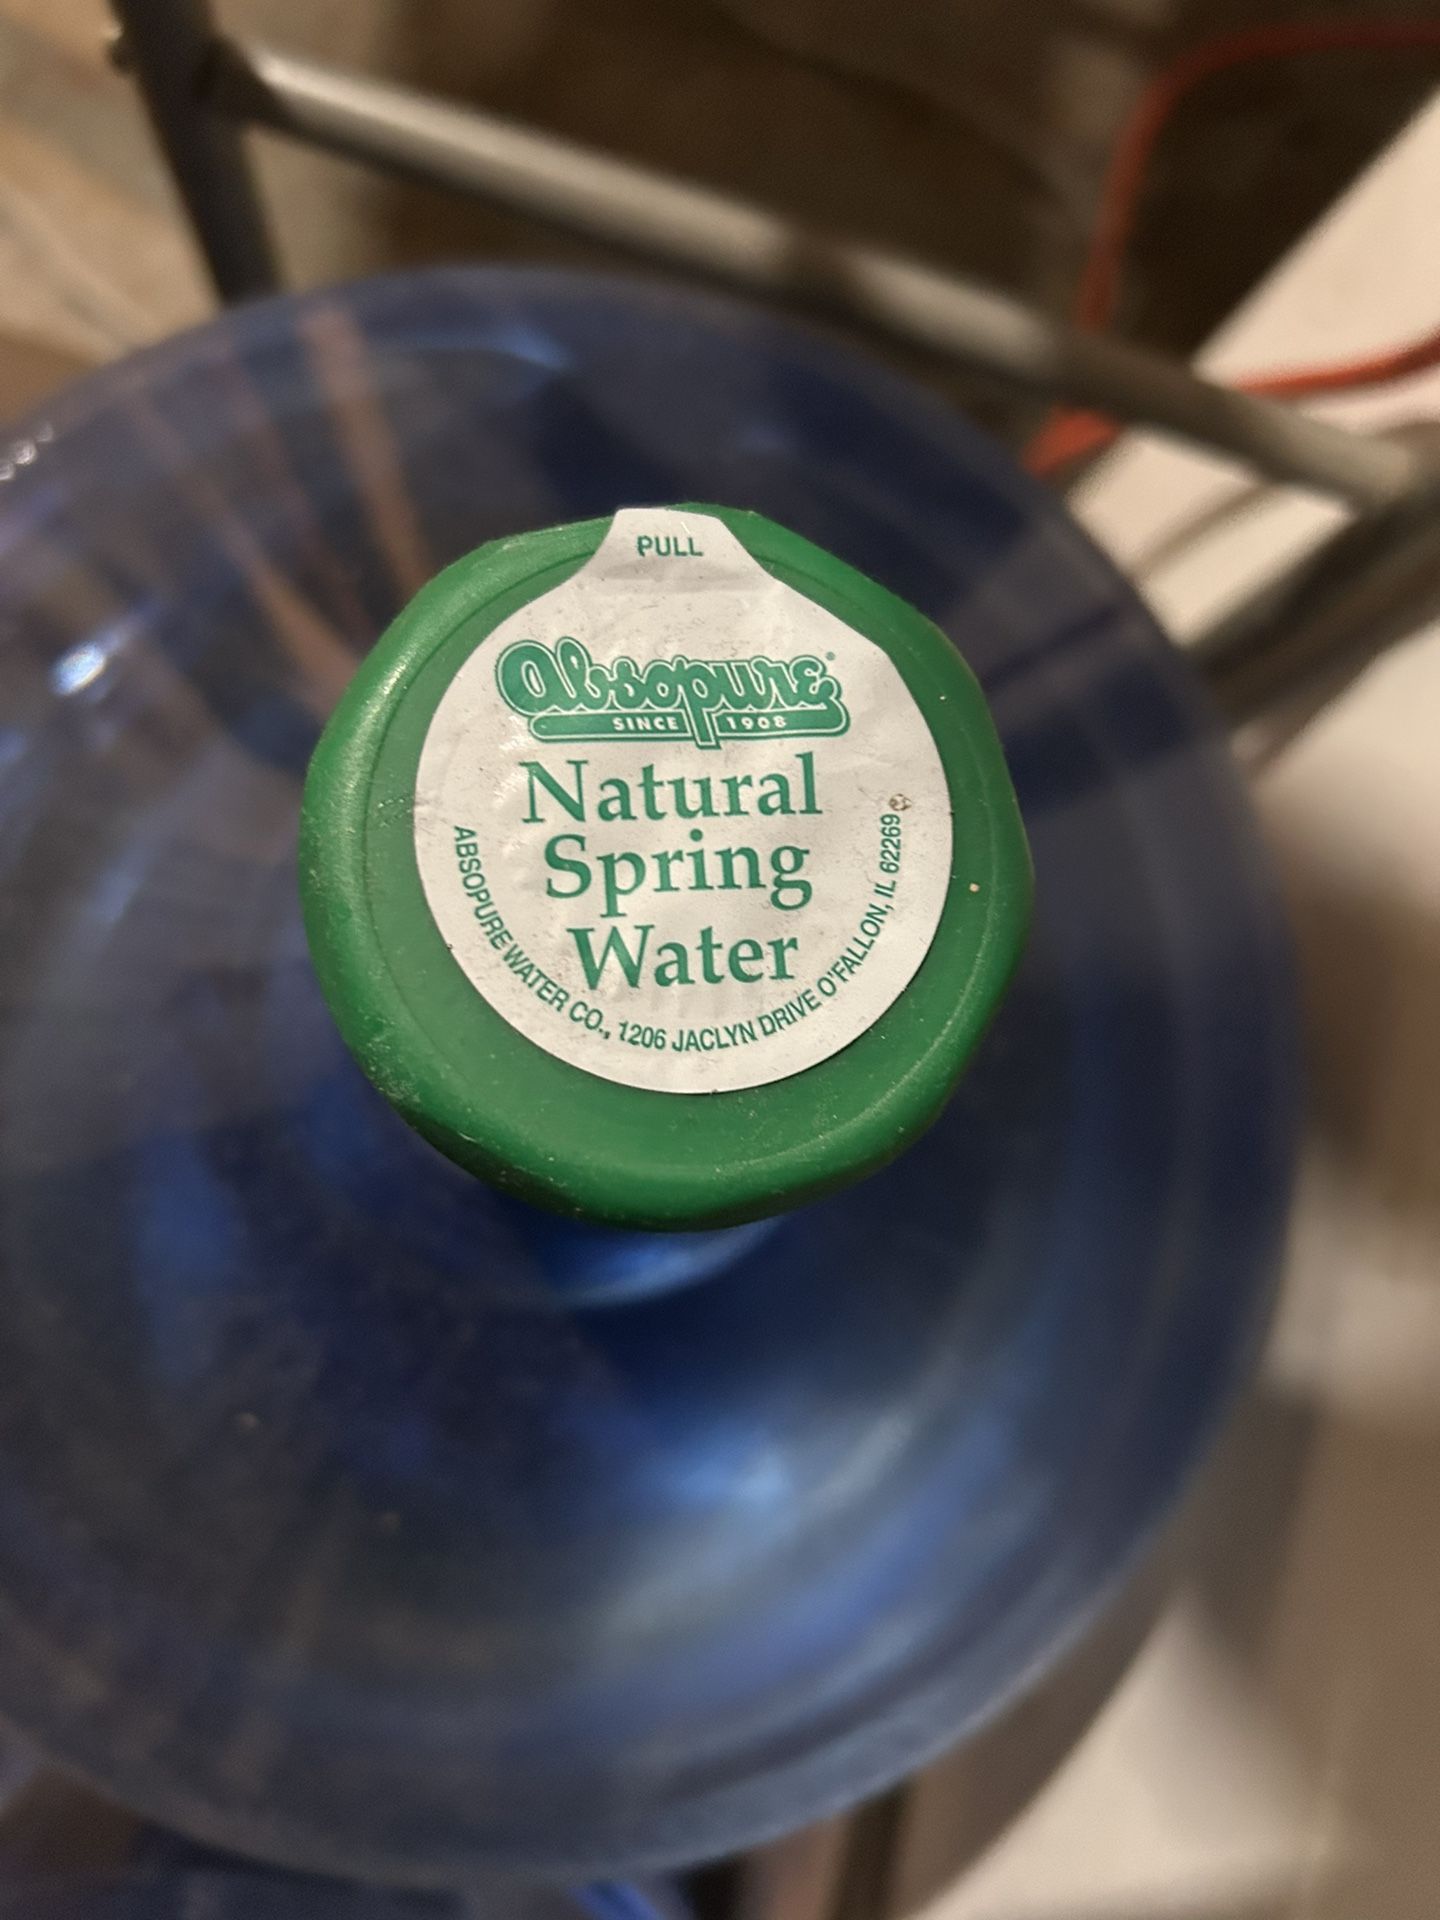 PULL
Absopure®
SINCE 1908
Natural
Spring
Water
ABSOPURE WATER CO., 1206 JACLYN DRIVE O'FALLON, IL 62269